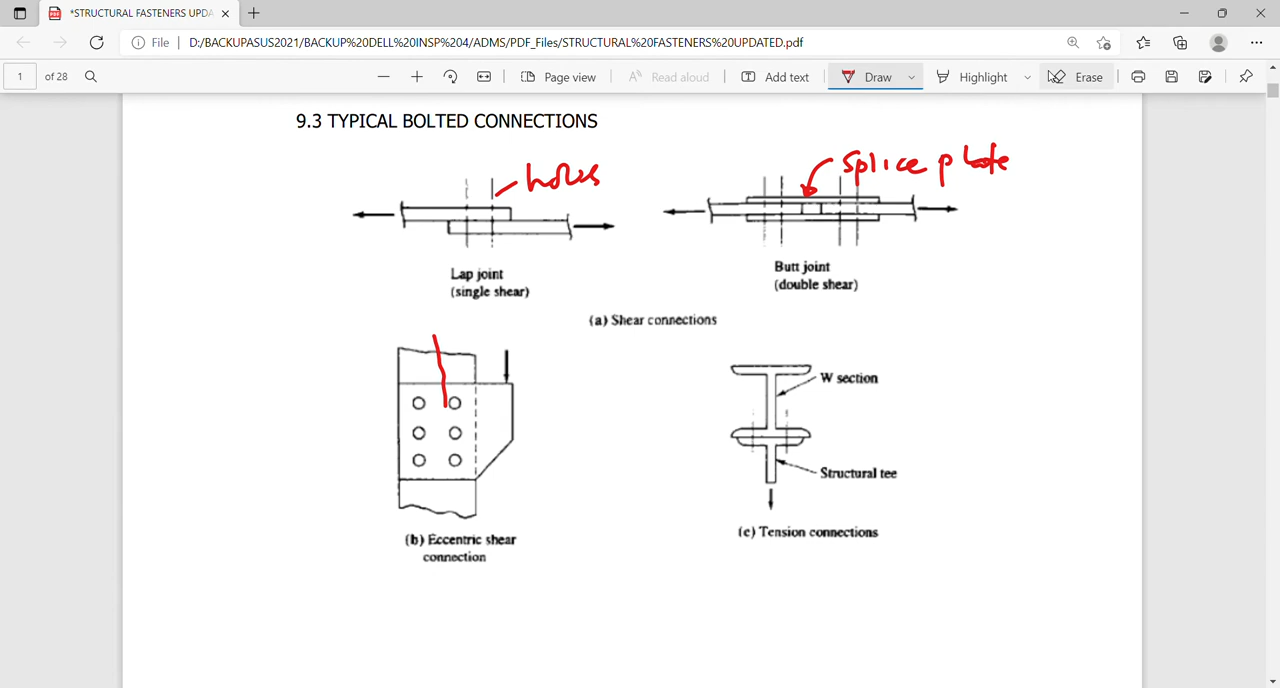 *STRUCTURAL FASTENERS UPDA
File
D:/BACKUPASUS2021/BACKUP%20DELL%20INSP%204/ADMS/PDF_Files/STRUCTURAL%20FASTENERS%20UPDATED.pdf
1 of 28
Page view
Read aloud
Add text
Draw
Highlight
Erase
9.3 TYPICAL BOLTED CONNECTIONS
holes
Splice plate
Lap joint
(single shear)
Butt joint
(double shear)
(a) Shear connections
W section
Structural tee
(b) Eccentric shear
connection
(c) Tension connections